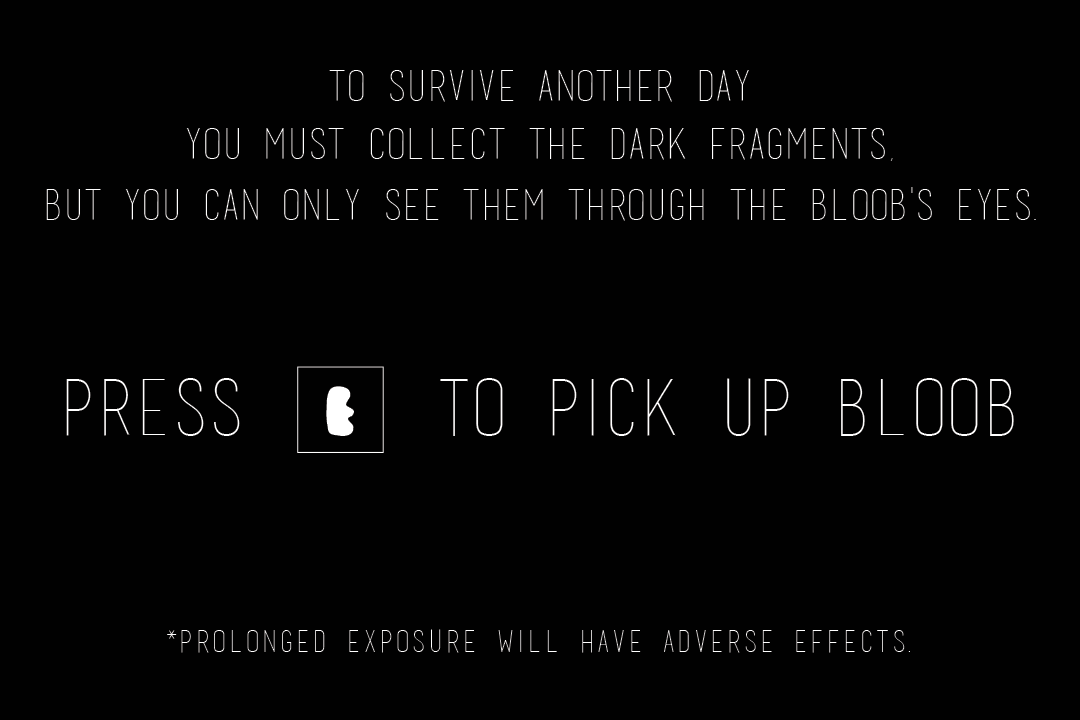 TO SURVIVE ANOTHER DAY
YOU MUST COLLECT THE DARK FRAGMENTS,
BUT YOU CAN ONLY SEE THEM THROUGH THE BLOOB'S EYES.
PRESS E TO PICK UP BLOOB
*PROLONGED EXPOSURE WILL HAVE ADVERSE EFFECTS.